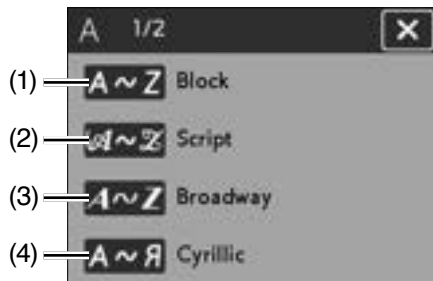 A 1/2 X
(1) A ~ Z Block
(2) A ~ Z Script
(3) A ~ Z Broadway
(4) A ~ Я Cyrillic